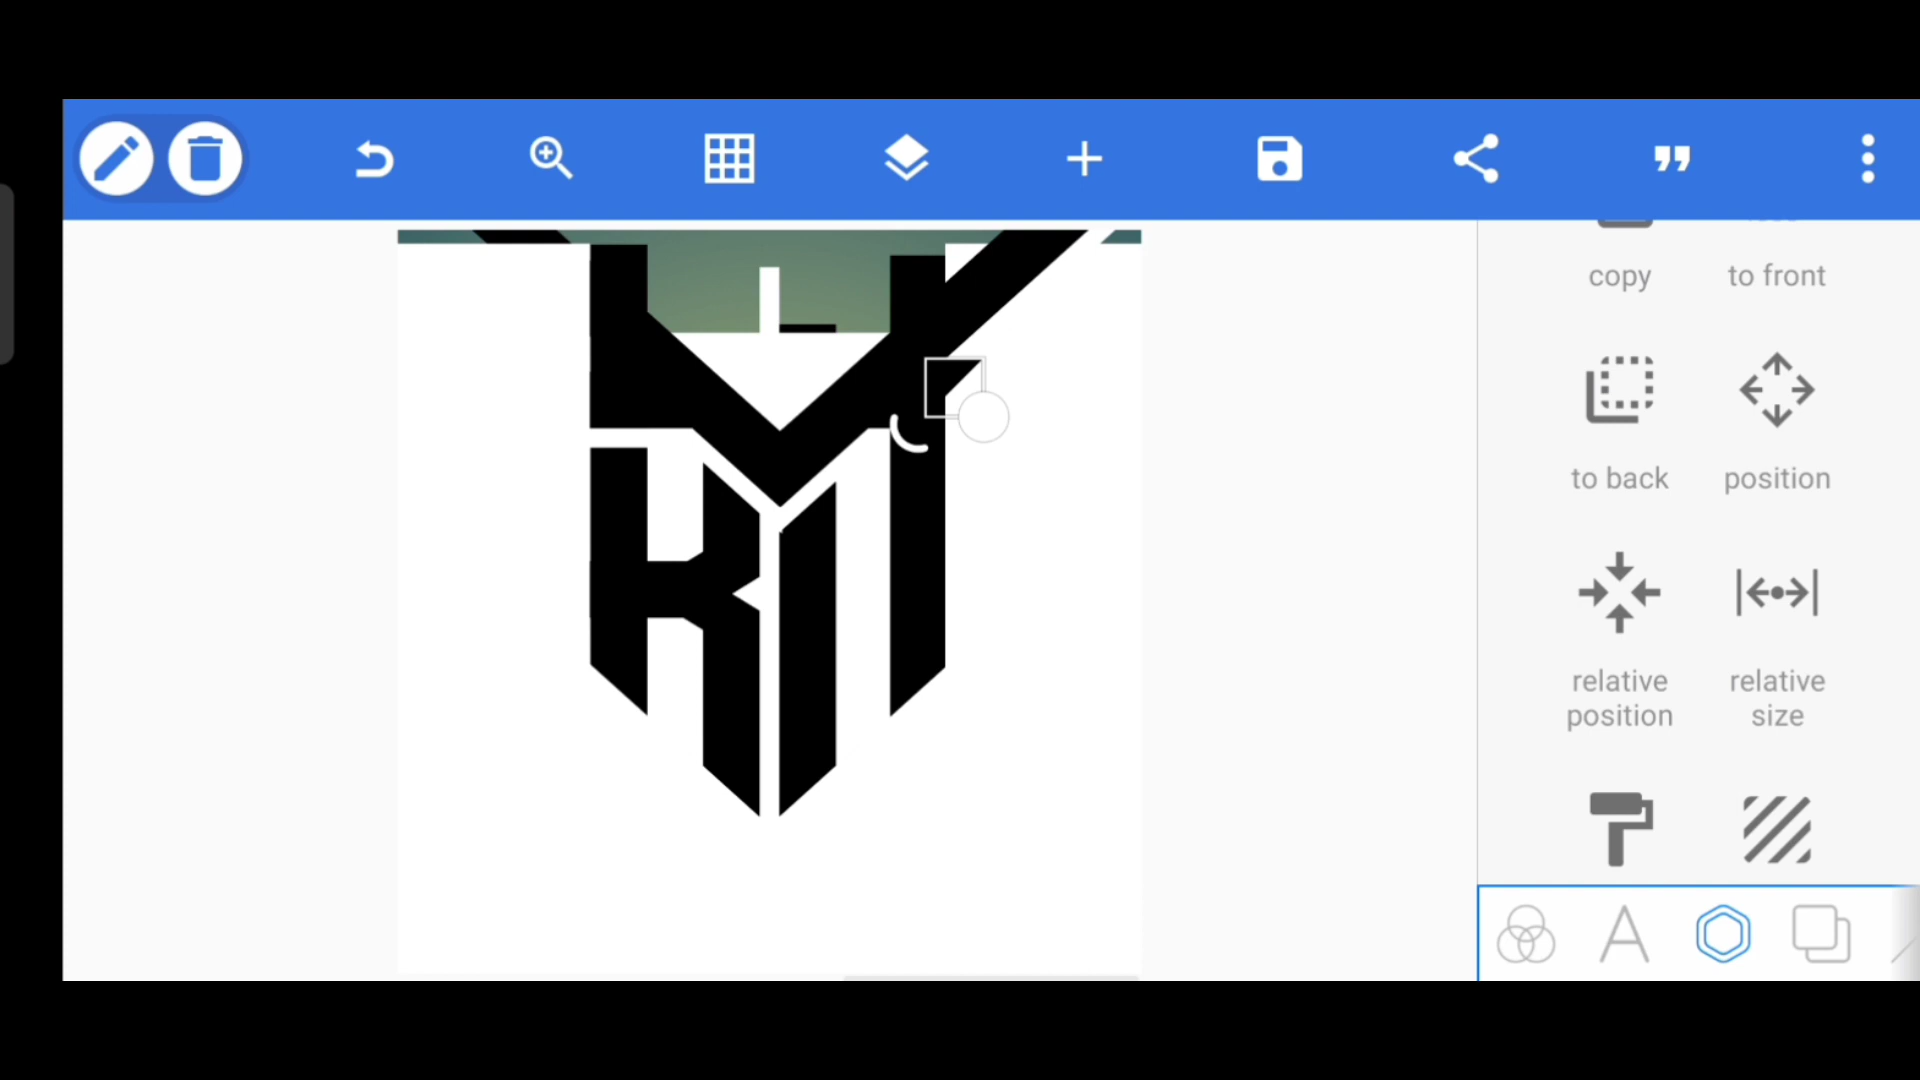 copy
to front
to back
position
relative
position
relative
size